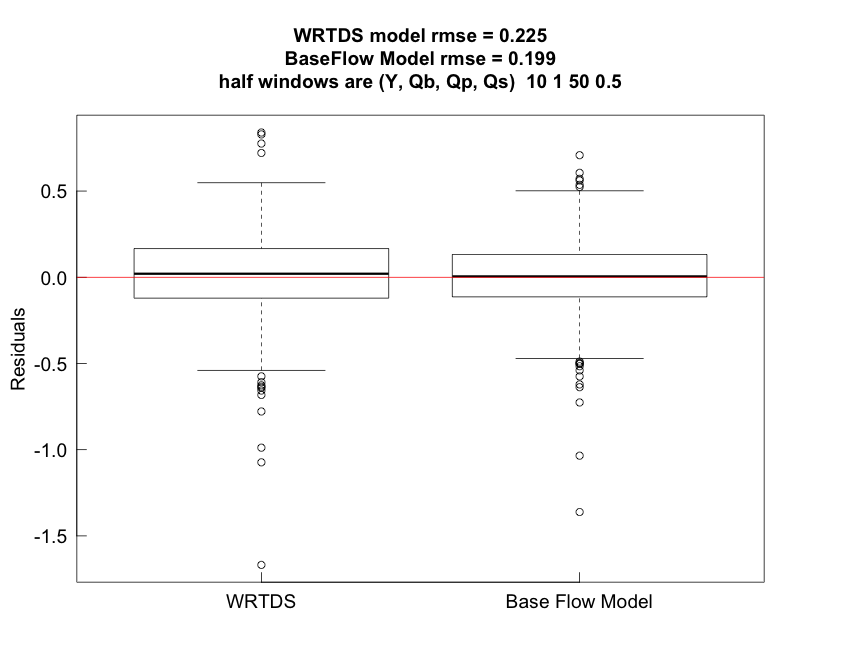 WRTDS model rmse = 0.225
BaseFlow Model rmse = 0.199
half windows are (Y, Qb, Qp, Qs)  10 1 50 0.5
Residuals
0.5
0.0
-0.5
-1.0
-1.5
WRTDS
Base Flow Model